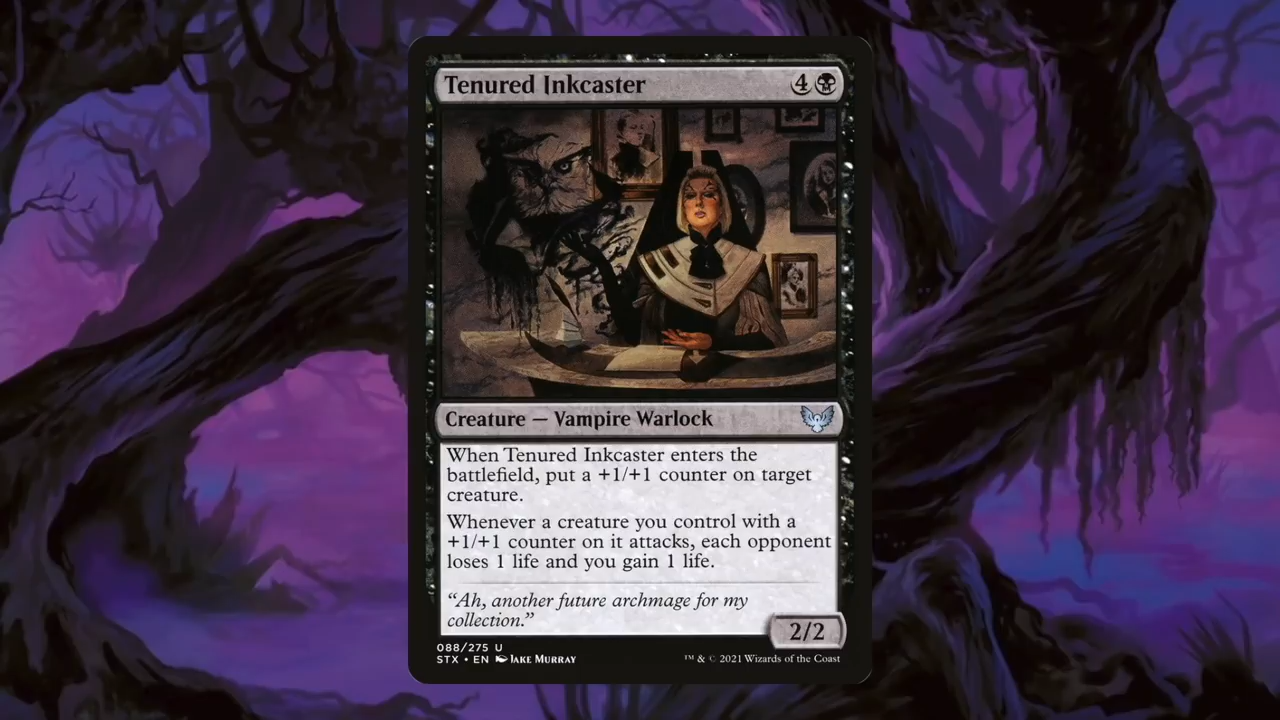 Tenured Inkcaster 4
Creature — Vampire Warlock
When Tenured Inkcaster enters the
battlefield, put a +1/+1 counter on target
creature.
Whenever a creature you control with a
+1/+1 counter on it attacks, each opponent
loses 1 life and you gain 1 life.
“Ah, another future archmage for my
collection.”
2/2
088/275 U
STX • EN Jake Murray
™ & © 2021 Wizards of the Coast